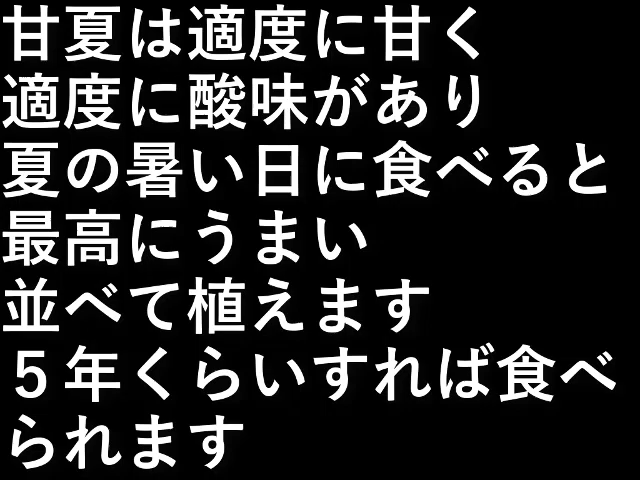 甘夏は適度に甘く
適度に酸味があり
夏の暑い日に食べると
最高にうまい
並べて植えます
５年くらいすれば食べ
られます